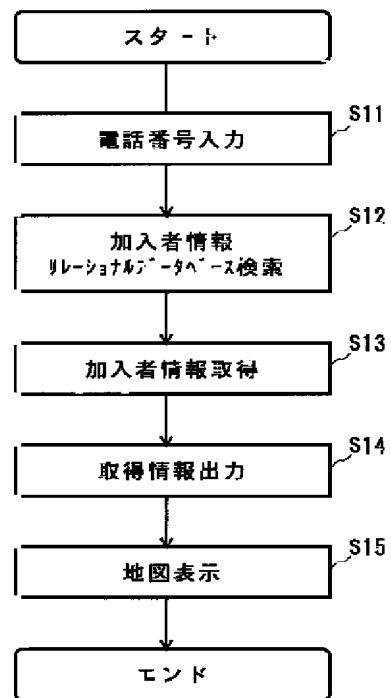 スタート
S11
電話番号入力
S12
加入者情報
ﾘﾚｰｼｮﾅﾙﾃﾞｰﾀﾍﾞｰｽ検索
S13
加入者情報取得
S14
取得情報出力
S15
地図表示
エンド